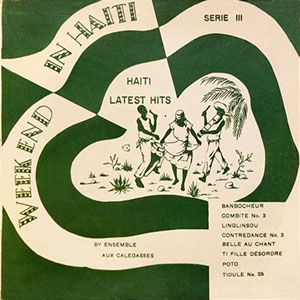 WEEK END IN HAITI
SERIE III
HAITI
LATEST HITS
BY ENSEMBLE
AUX CALEBASSES
BANBOCHEUR
COMBITE No. 3
LINGLINSOU
CONTREDANCE No. 3
BELLE AU CHANT
TI FILLE DÉSORDRE
POTO
TIOULE No. 25